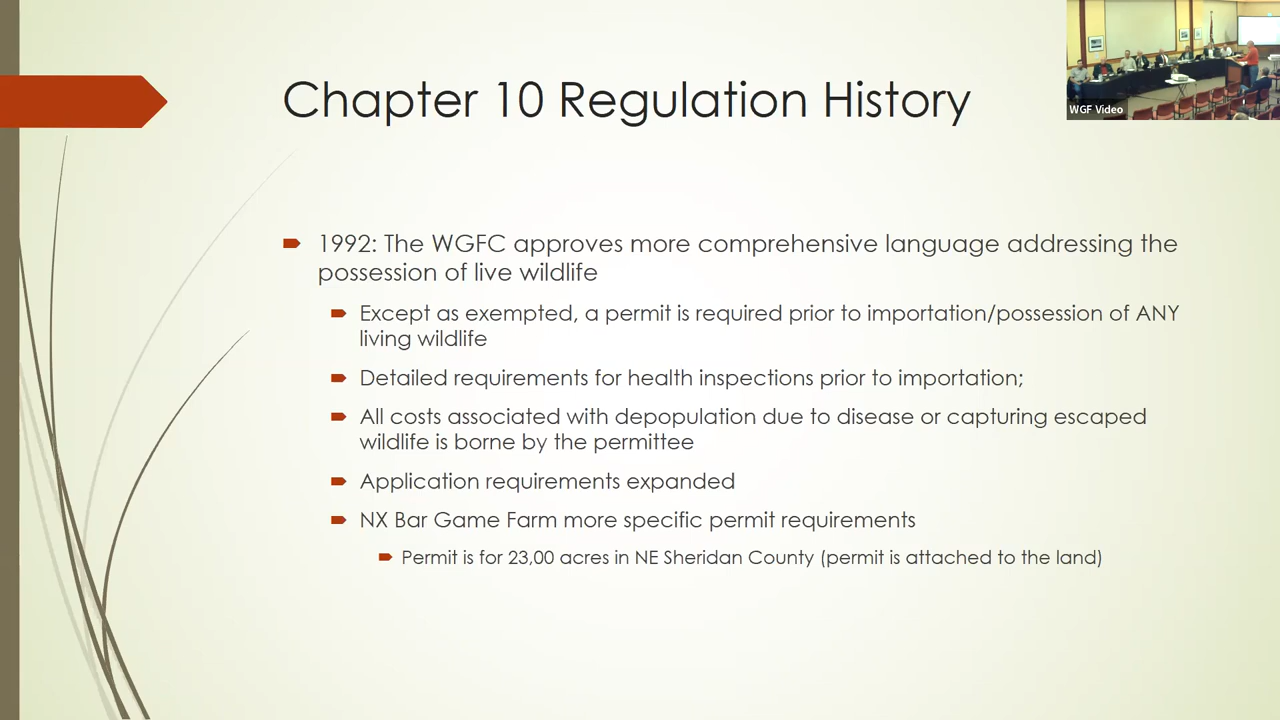 Chapter 10 Regulation History
WGF Video
1992: The WGFC approves more comprehensive language addressing the
possession of live wildlife
Except as exempted, a permit is required prior to importation/possession of ANY
living wildlife
Detailed requirements for health inspections prior to importation;
All costs associated with depopulation due to disease or capturing escaped
wildlife is borne by the permittee
Application requirements expanded
NX Bar Game Farm more specific permit requirements
Permit is for 23,00 acres in NE Sheridan County (permit is attached to the land)